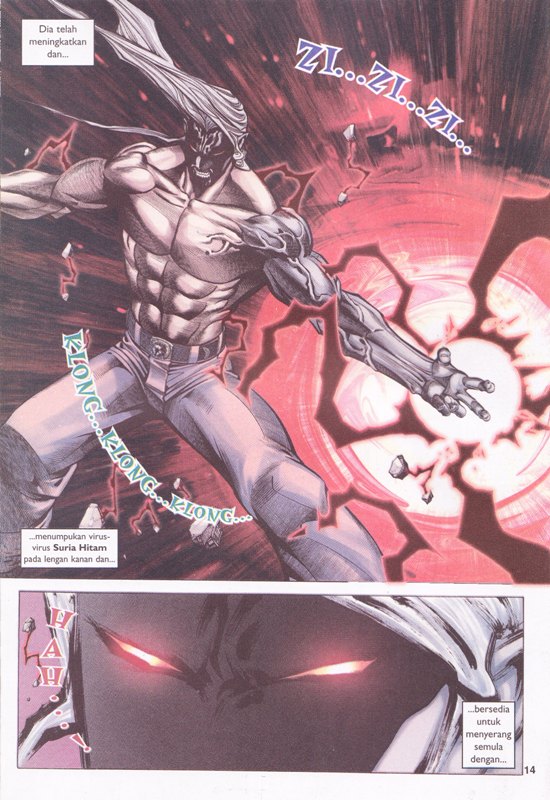 Dia telah
meningkatkan
dan...
ZI...ZI...ZI...
KLONG...KLONG...KLONG...
...menumpukan virus-
virus Suria Hitam
pada lengan kanan dan...
HAH...!
...bersedia
untuk
menyerang
semula
dengan...
14